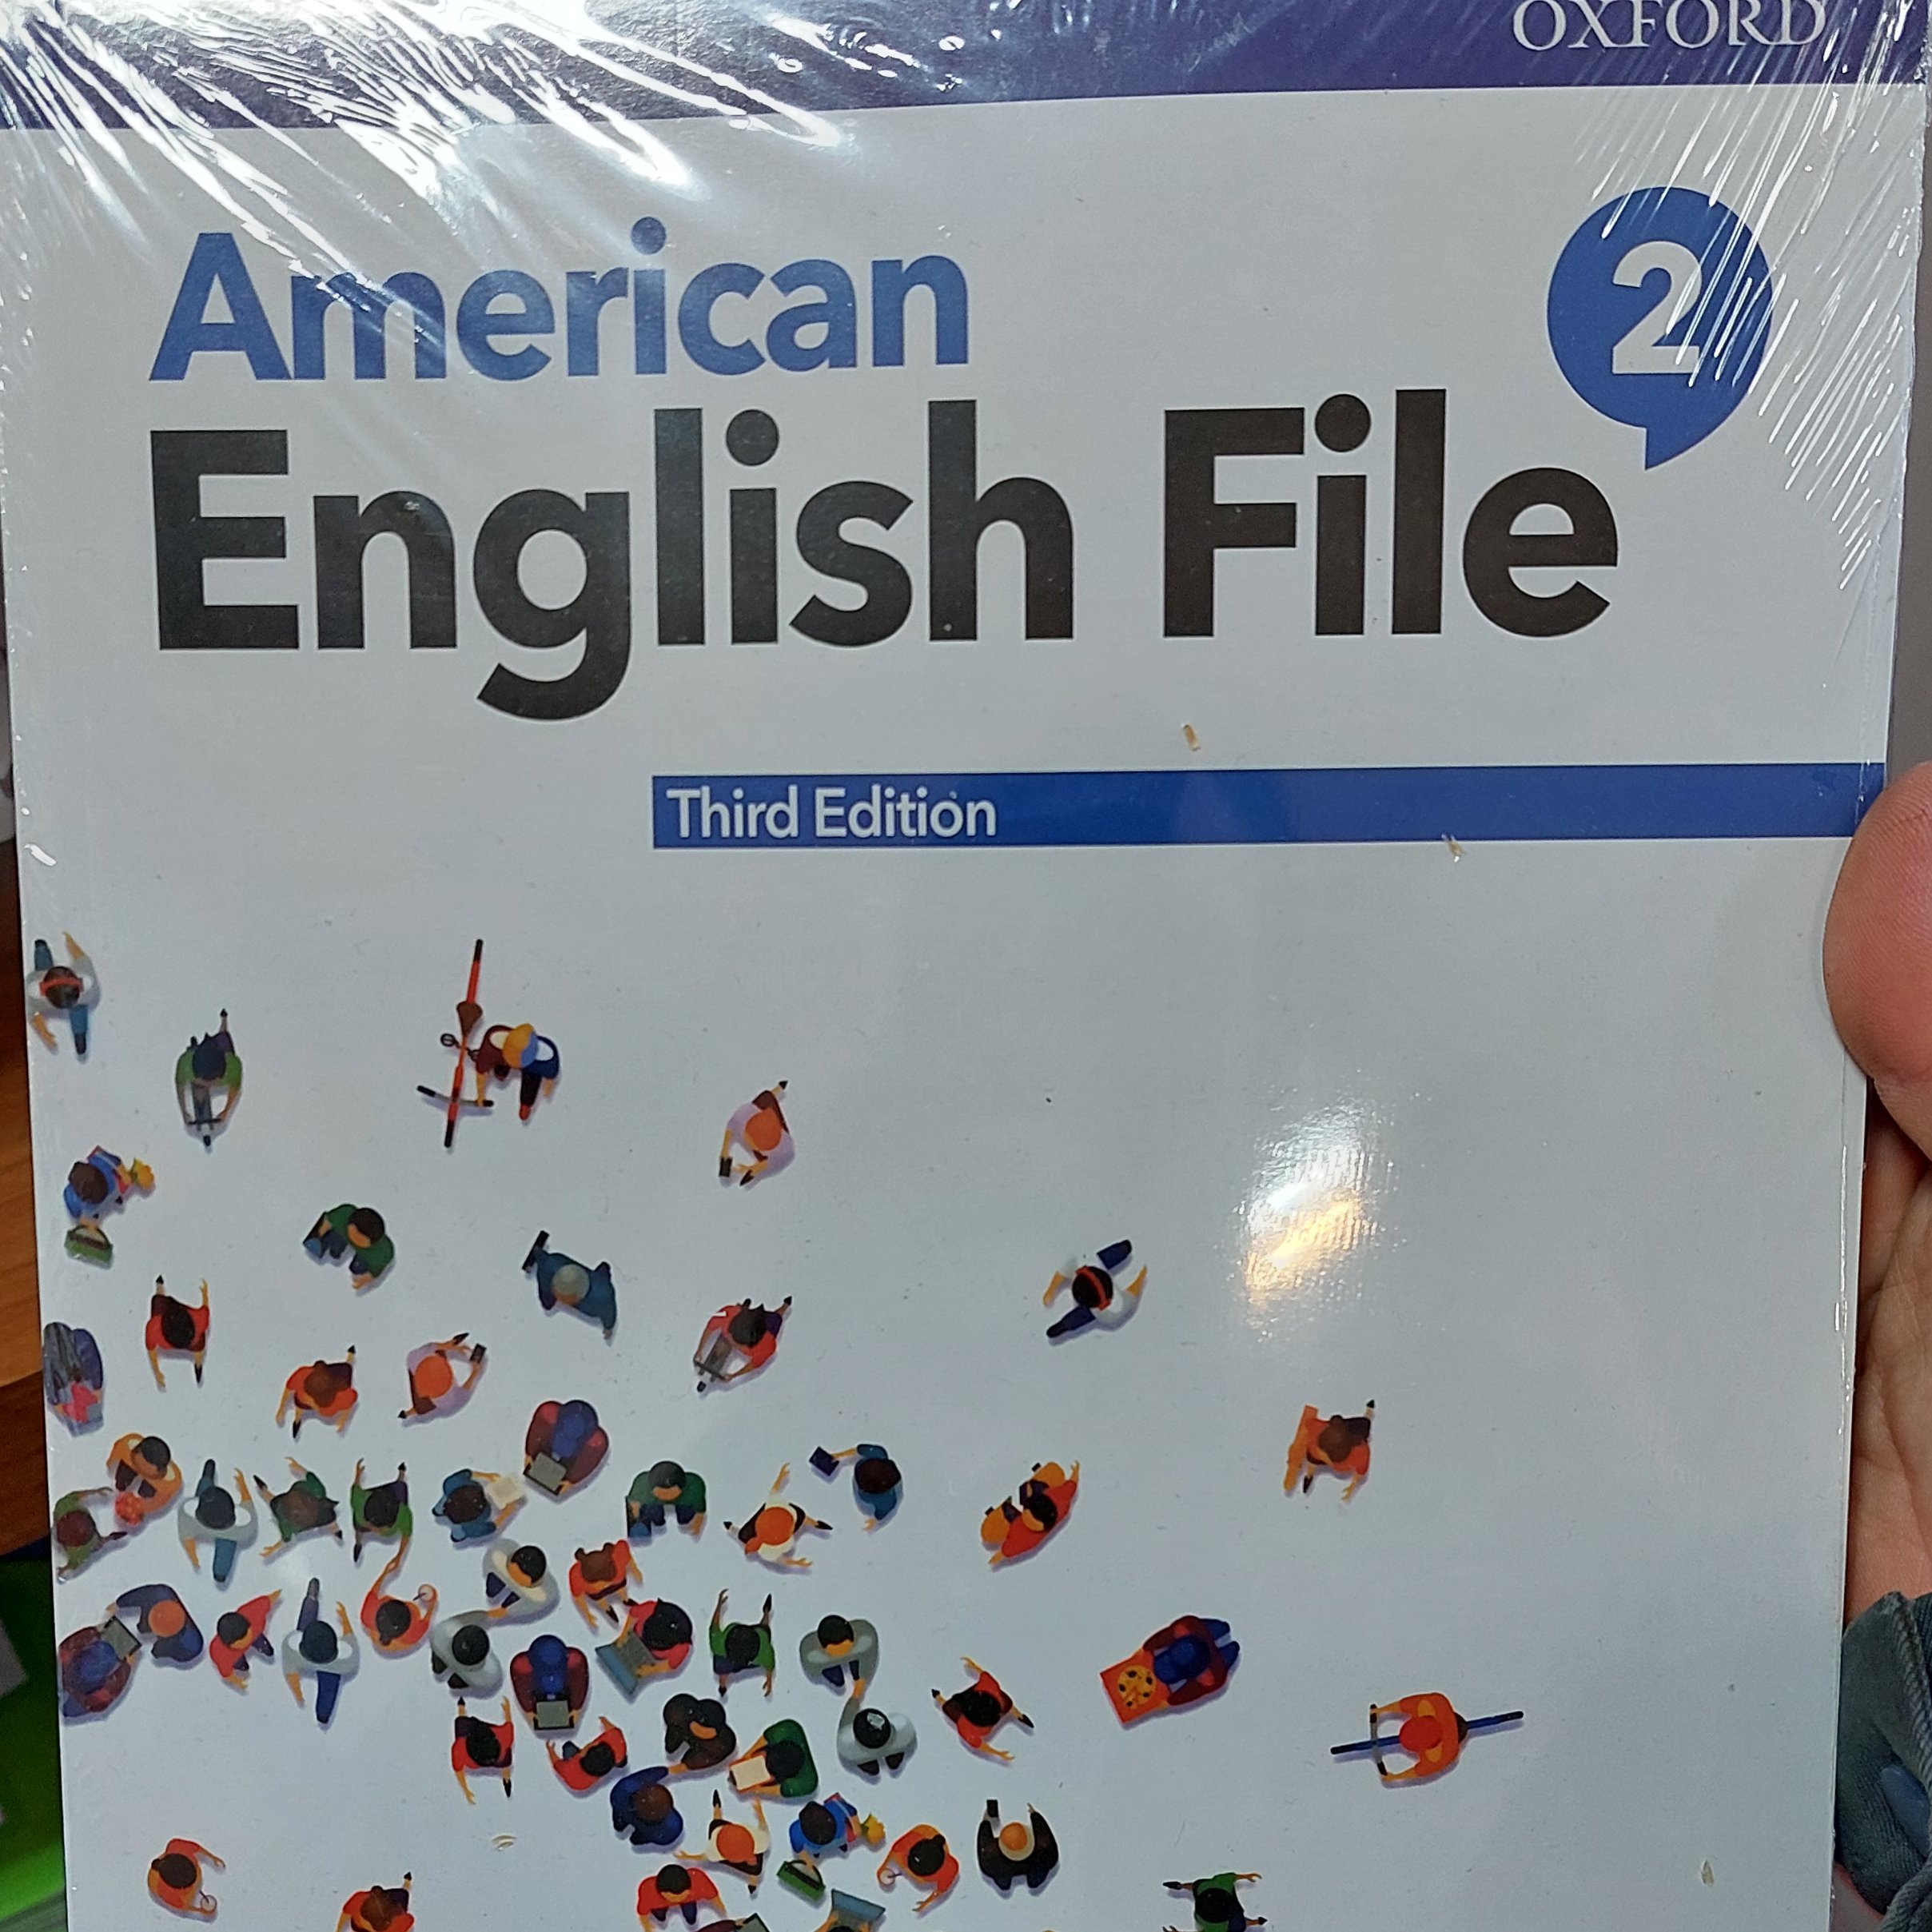 OXFORD
American
2
English File
Third Edition